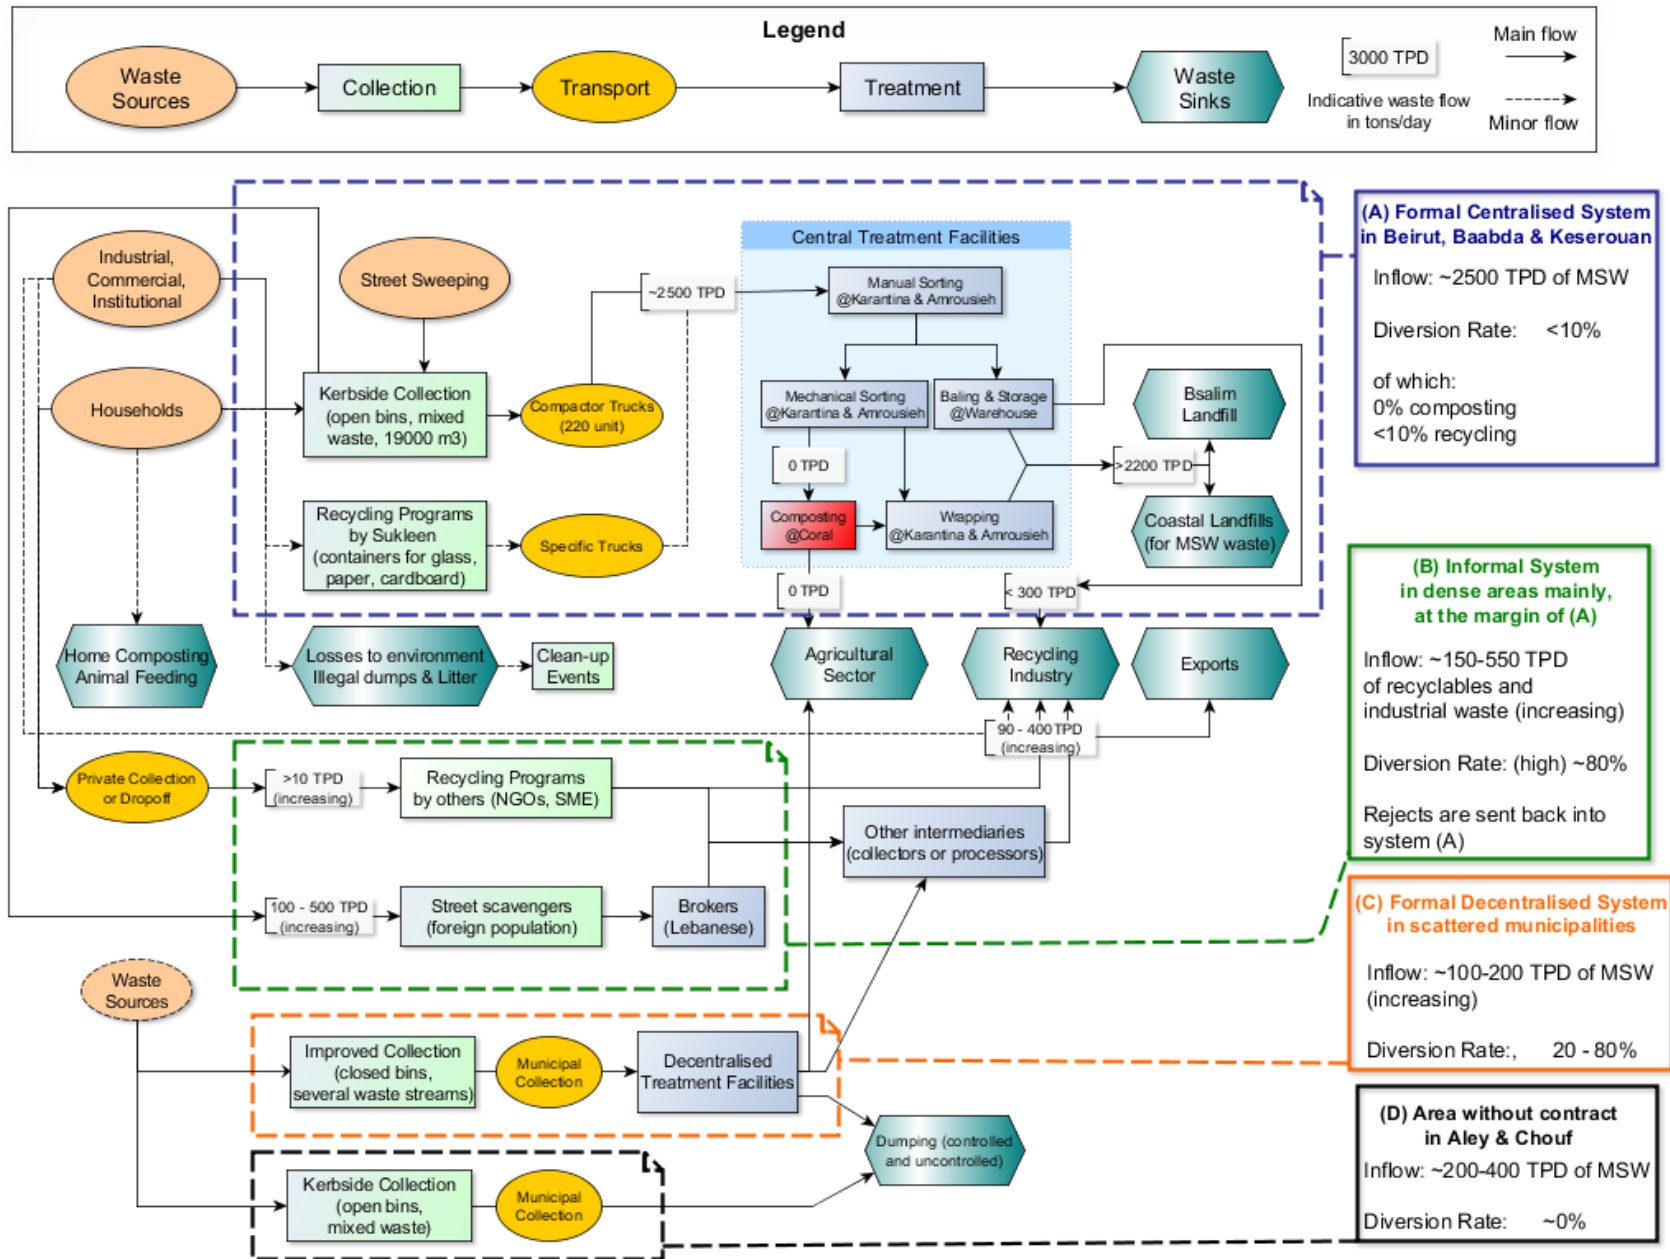 Legend
Waste
Sources
Collection
Transport
Treatment
Waste
Sinks
3000 TPD
Indicative waste flow
in tons/day
Main flow
Minor flow
Industrial,
Commercial,
Institutional
Street Sweeping
Households
Kerbside Collection
(open bins, mixed
waste, 19000 m3)
Compactor Trucks
(220 unit)
~2500 TPD
Recycling Programs
by Sukleen
(containers for glass,
paper, cardboard)
Specific Trucks
Central Treatment Facilities
Manual Sorting
@Karantina & Amrousieh
Mechanical Sorting
@Karantina & Amrousieh
Baling & Storage
@Warehouse
0 TPD
Composting
@Coral
Wrapping
@Karantina & Amrousieh
>2200 TPD
Bsalim
Landfill
Coastal Landfills
(for MSW waste)
0 TPD
< 300 TPD
(A) Formal Centralised System
in Beirut, Baabda & Keserouan
Inflow: ~2500 TPD of MSW
Diversion Rate: <10%
of which:
0% composting
<10% recycling
Home Composting
Animal Feeding
Losses to environment
Illegal dumps & Litter
Clean-up
Events
Agricultural
Sector
Recycling
Industry
Exports
90 - 400 TPD
(increasing)
(B) Informal System
in dense areas mainly,
at the margin of (A)
Inflow: ~150-550 TPD
of recyclables and
industrial waste (increasing)
Diversion Rate: (high) ~80%
Rejects are sent back into
system (A)
Private Collection
or Dropoff
>10 TPD
(increasing)
Recycling Programs
by others (NGOs, SME)
Other intermediaries
(collectors or processors)
100 - 500 TPD
(increasing)
Street scavengers
(foreign population)
Brokers
(Lebanese)
(C) Formal Decentralised System
in scattered municipalities
Inflow: ~100-200 TPD of MSW
(increasing)
Diversion Rate:, 20 - 80%
Waste
Sources
Improved Collection
(closed bins,
several waste streams)
Municipal
Collection
Decentralised
Treatment Facilities
Dumping (controlled
and uncontrolled)
Kerbside Collection
(open bins,
mixed waste)
Municipal
Collection
(D) Area without contract
in Aley & Chouf
Inflow: ~200-400 TPD of MSW
Diversion Rate: ~0%